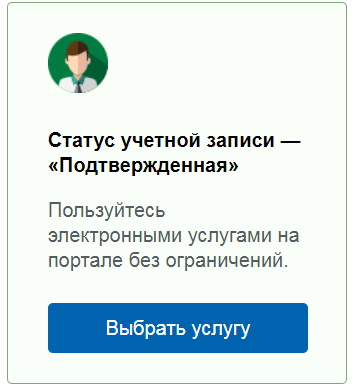 Статус учетной записи —
«Подтвержденная»
Пользуйтесь
электронными услугами на
портале без ограничений.
Выбрать услугу